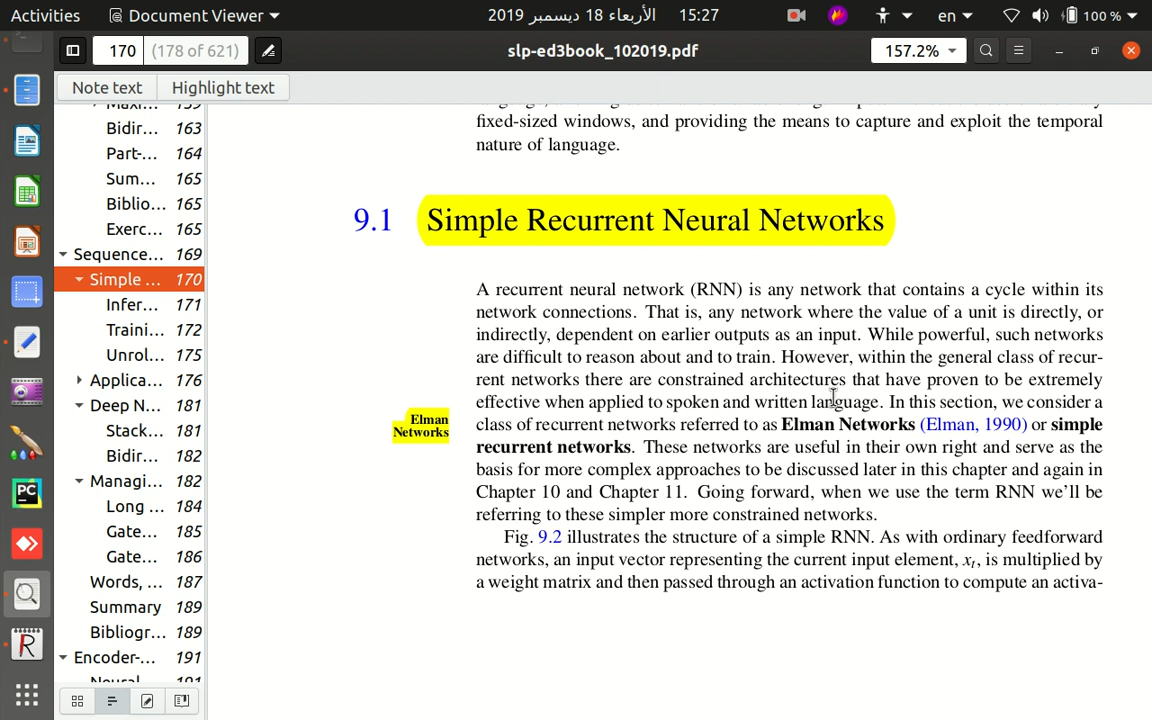 Activities Document Viewer الأربعاء 18 ديسمبر 2019 15:27 en 100 %
170 (178 of 621) slp-ed3book_102019.pdf 157.2%
Note text Highlight text
Bidir... 163
Part-... 164
Sum... 165
Biblio... 165
Exerc... 165
Sequence... 169
Simple ... 170
Infer... 171
Traini... 172
Unrol... 175
Applica... 176
Deep N... 181
Stack... 181
Bidir... 182
Managi... 182
Long ... 184
Gate... 185
Gate... 186
Words, ... 187
Summary 189
Bibliogr... 189
Encoder-... 191
fixed-sized windows, and providing the means to capture and exploit the temporal
nature of language.
9.1 Simple Recurrent Neural Networks
A recurrent neural network (RNN) is any network that contains a cycle within its
network connections. That is, any network where the value of a unit is directly, or
indirectly, dependent on earlier outputs as an input. While powerful, such networks
are difficult to reason about and to train. However, within the general class of recur-
rent networks there are constrained architectures that have proven to be extremely
effective when applied to spoken and written language. In this section, we consider a
Elman
Networks
class of recurrent networks referred to as Elman Networks (Elman, 1990) or simple
recurrent networks. These networks are useful in their own right and serve as the
basis for more complex approaches to be discussed later in this chapter and again in
Chapter 10 and Chapter 11. Going forward, when we use the term RNN we'll be
referring to these simpler more constrained networks.
Fig. 9.2 illustrates the structure of a simple RNN. As with ordinary feedforward
networks, an input vector representing the current input element, xt, is multiplied by
a weight matrix and then passed through an activation function to compute an activa-
PC
R